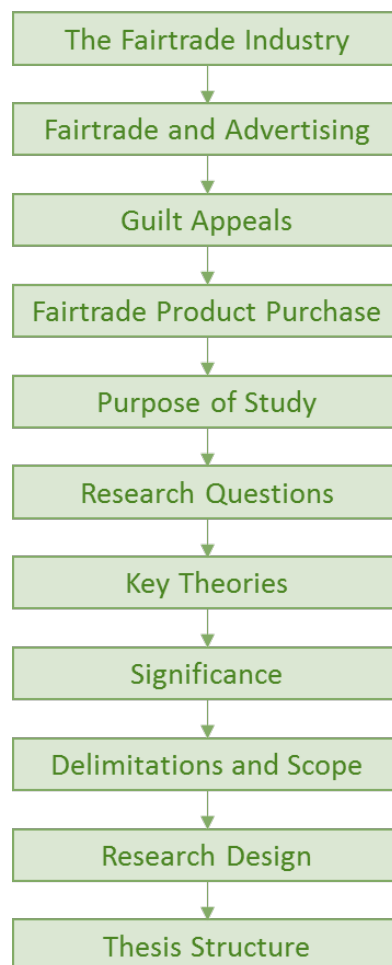 The Fairtrade Industry
Fairtrade and Advertising
Guilt Appeals
Fairtrade Product Purchase
Purpose of Study
Research Questions
Key Theories
Significance
Delimitations and Scope
Research Design
Thesis Structure